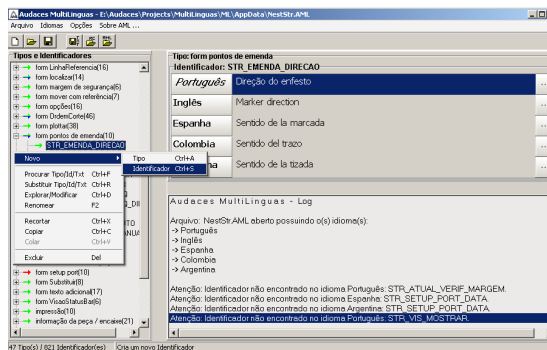 Audaces MultiLinguas - E:\Audaces\Projects\MultiLinguas\ML\AppData\NestStr.AML
Arquivo Idiomas Opções Sobre AML ...
Tipos e Identificadores
form LinhaReferencia(16)
form localizar(14)
form margem de segurança(6)
form mover com referência(7)
form opções(16)
form OrdemCorte(46)
form plottar(38)
form pontos de emenda(10)
STR_EMENDA_DIRECAO
Novo
Tipo Ctrl+A
Identificador Ctrl+S
Procurar Tipo/Id/Txt Ctrl+F
Substituir Tipo/Id/Txt Ctrl+R
Explorar/Modificar Ctrl+D
Renomear F2
Recortar Ctrl+X
Copiar Ctrl+C
Colar Ctrl+V
Excluir Del
form setup port(10)
form Substituir(8)
form texto adicional(17)
form VisaoStatusBar(6)
impressão(10)
informação da peça / encaixe(21)
Tipo: form pontos de emenda
Identificador: STR_EMENDA_DIRECAO
Português Direção do enfesto
Inglês Marker direction
Espanha Sentido de la marcada
Colombia Sentido del trazo
na Sentido de la tizada
Audaces MultiLinguas - Log
Arquivo: NestStr.AML aberto possuindo o(s) idioma(s):
-> Português
-> Inglês
-> Espanha
-> Colombia
-> Argentina
Atenção: Identificador não encontrado no idioma Português: STR_ATUAL_VERIF_MARGEM.
Atenção: Identificador não encontrado no idioma Espanha: STR_SETUP_PORT_DATA.
Atenção: Identificador não encontrado no idioma Argentina: STR_SETUP_PORT_DATA.
Atenção: Identificador não encontrado no idioma Português: STR_VIS_MOSTRAR.
47 Tipo(s) / 821 Identificador(es) Cria um novo Identificador